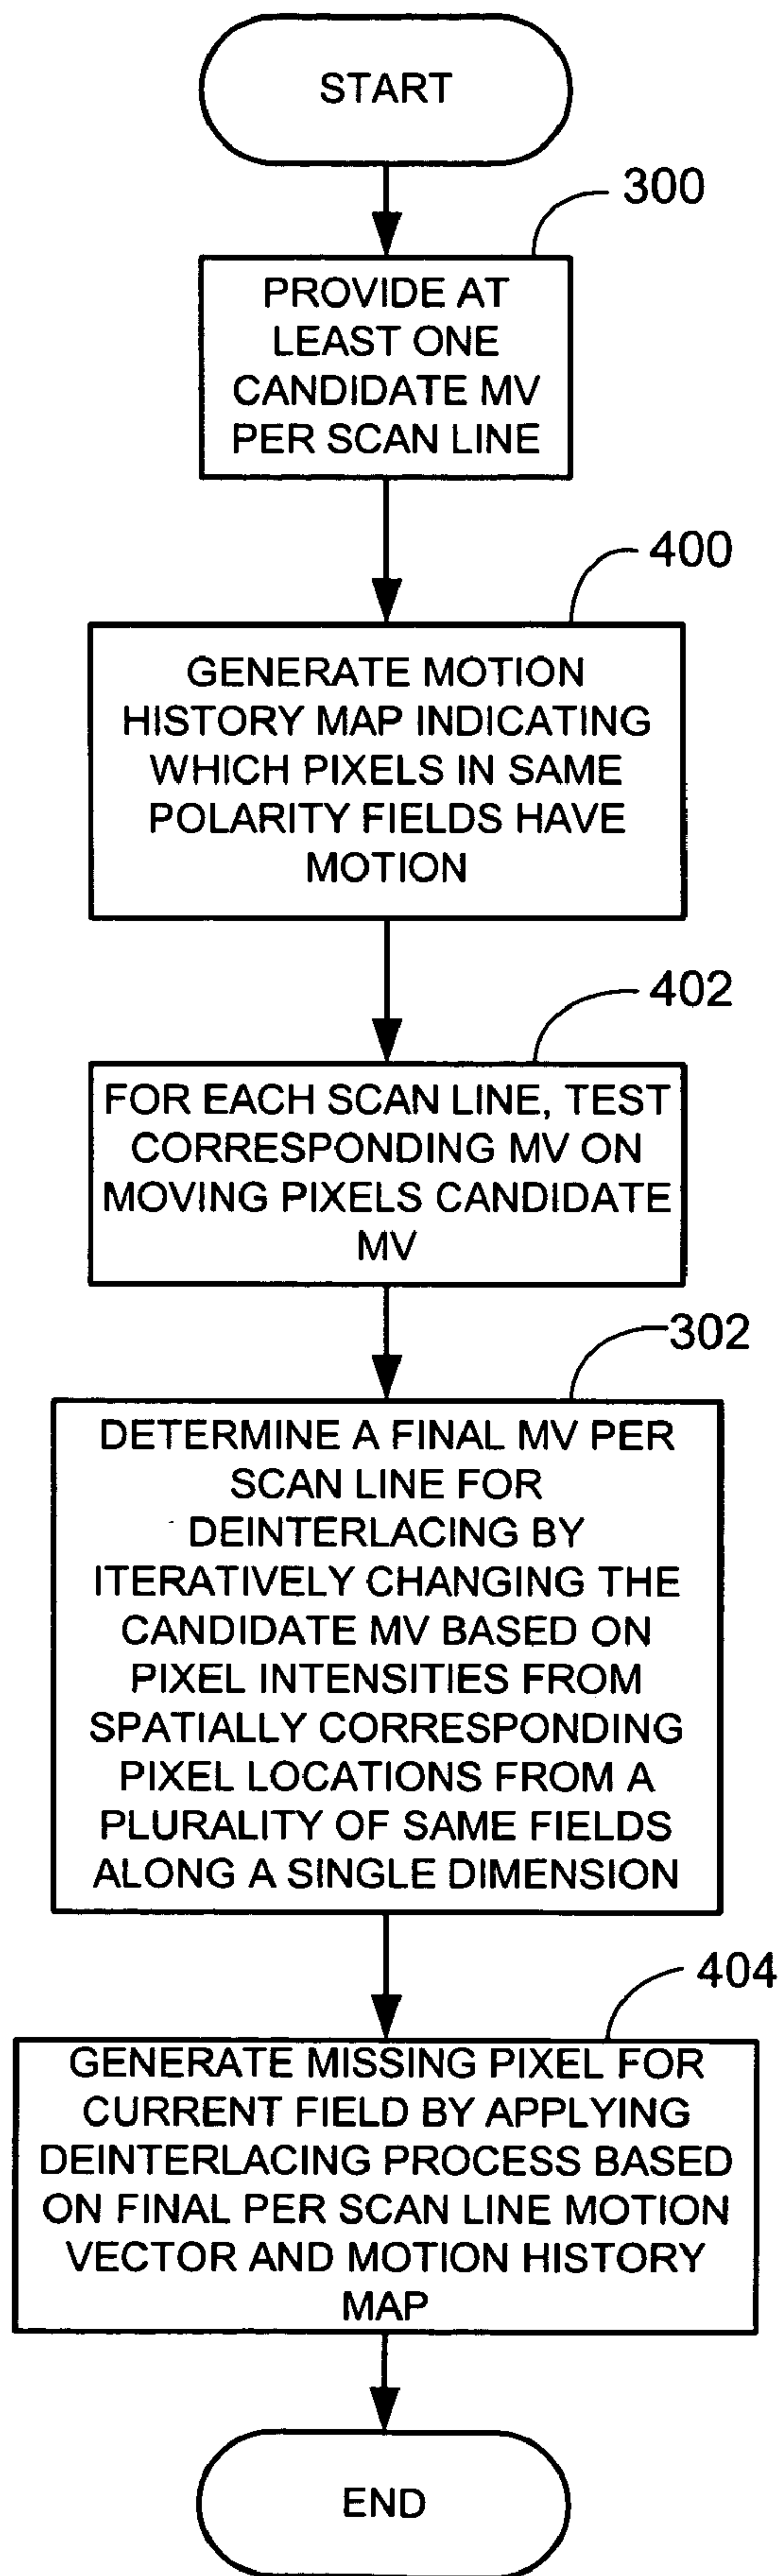 START
300
PROVIDE AT
LEAST ONE
CANDIDATE MV
PER SCAN LINE
400
GENERATE MOTION
HISTORY MAP INDICATING
WHICH PIXELS IN SAME
POLARITY FIELDS HAVE
MOTION
402
FOR EACH SCAN LINE, TEST
CORRESPONDING MV ON
MOVING PIXELS CANDIDATE
MV
302
DETERMINE A FINAL MV PER
SCAN LINE FOR
DEINTERLACING BY
ITERATIVELY CHANGING THE
CANDIDATE MV BASED ON
PIXEL INTENSITIES FROM
SPATIALLY CORRESPONDING
PIXEL LOCATIONS FROM A
PLURALITY OF SAME FIELDS
ALONG A SINGLE DIMENSION
404
GENERATE MISSING PIXEL FOR
CURRENT FIELD BY APPLYING
DEINTERLACING PROCESS BASED
ON FINAL PER SCAN LINE MOTION
VECTOR AND MOTION HISTORY
MAP
END